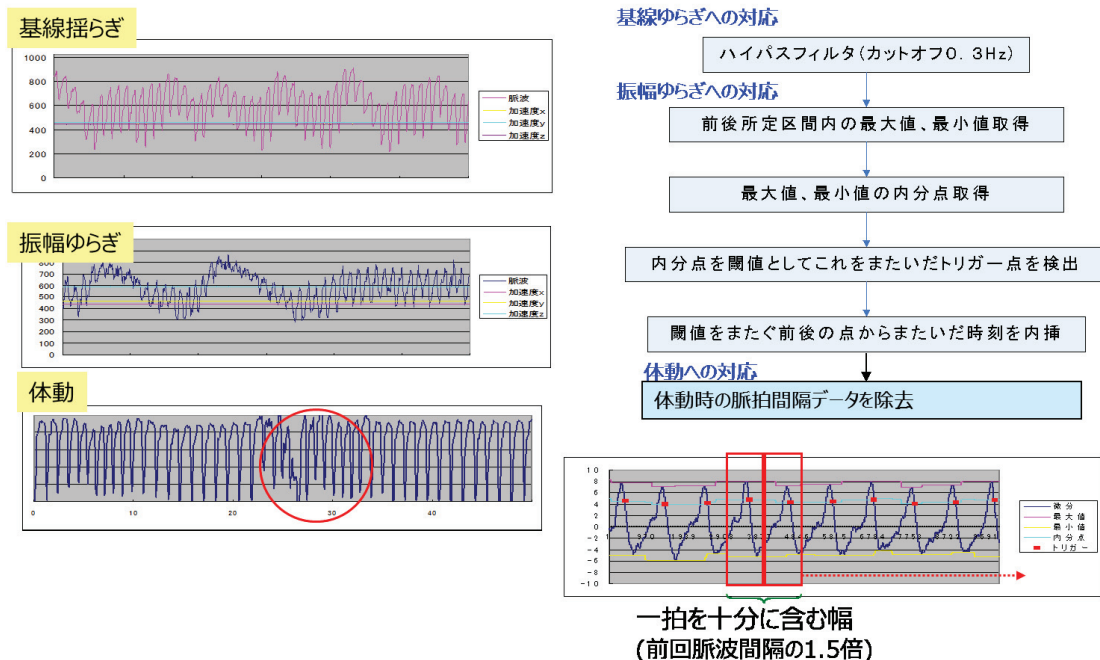 基線揺らぎ
1000
800
600
400
200
0
脈波
加速度x
加速度y
加速度z
振幅ゆらぎ
800
700
600
500
400
300
200
100
0
脈波
加速度x
加速度y
加速度z
体動
0
10
20
30
40
基線ゆらぎへの対応
ハイパスフィルタ(カットオフ0．3Hz)
振幅ゆらぎへの対応
前後所定区間内の最大値、最小値取得
最大値、最小値の内分点取得
内分点を閾値としてこれをまたいだトリガー点を検出
閾値をまたぐ前後の点からまたいだ時刻を内挿
体動への対応
体動時の脈拍間隔データを除去
10
8
6
4
2
0
-2
-4
-6
-8
-10
微分
最大値
最小値
内分点
トリガー
一拍を十分に含む幅
(前回脈波間隔の1.5倍)